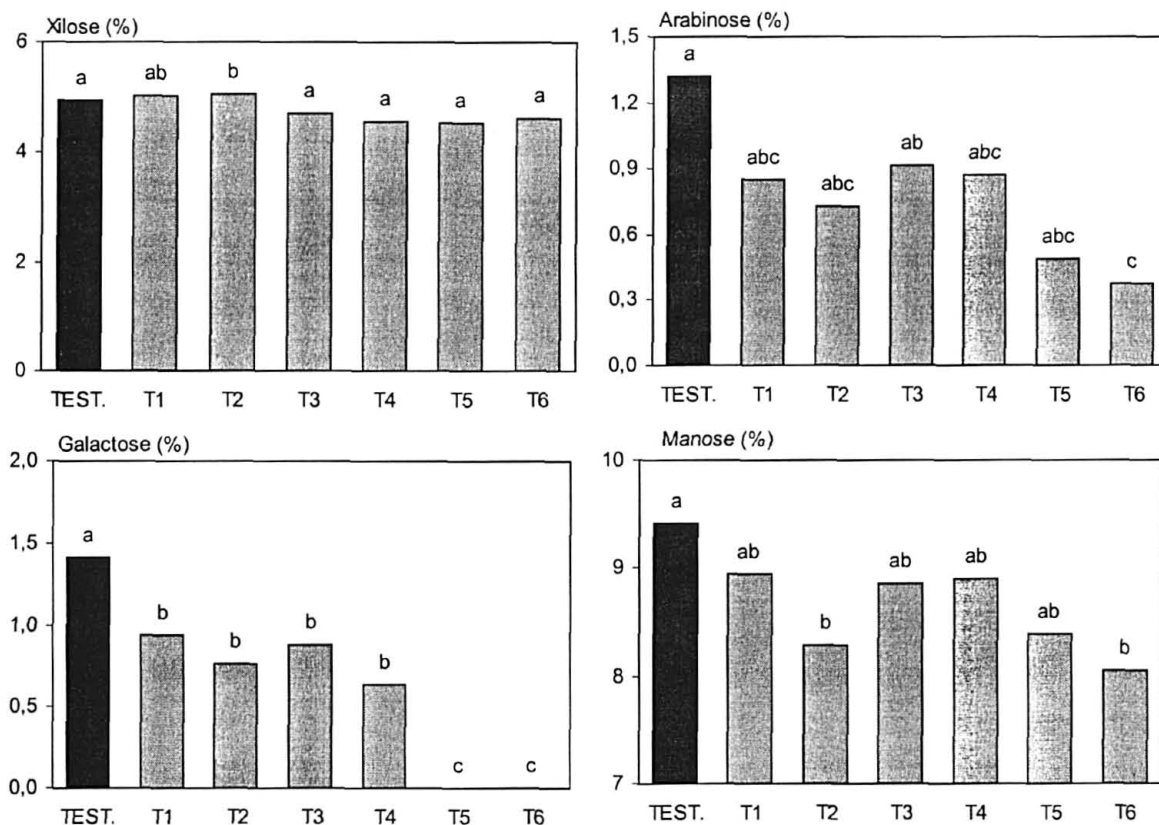 Xilose (%)
6
4
2
0
a ab b a a a a
TEST. T1 T2 T3 T4 T5 T6
Arabinose (%)
1,5
1,2
0,9
0,6
0,3
0,0
a abc abc ab abc abc c
TEST. T1 T2 T3 T4 T5 T6
Galactose (%)
2,0
1,5
1,0
0,5
0,0
a b b b b c c
TEST. T1 T2 T3 T4 T5 T6
Manose (%)
10
9
8
7
a ab b ab ab ab b
TEST. T1 T2 T3 T4 T5 T6